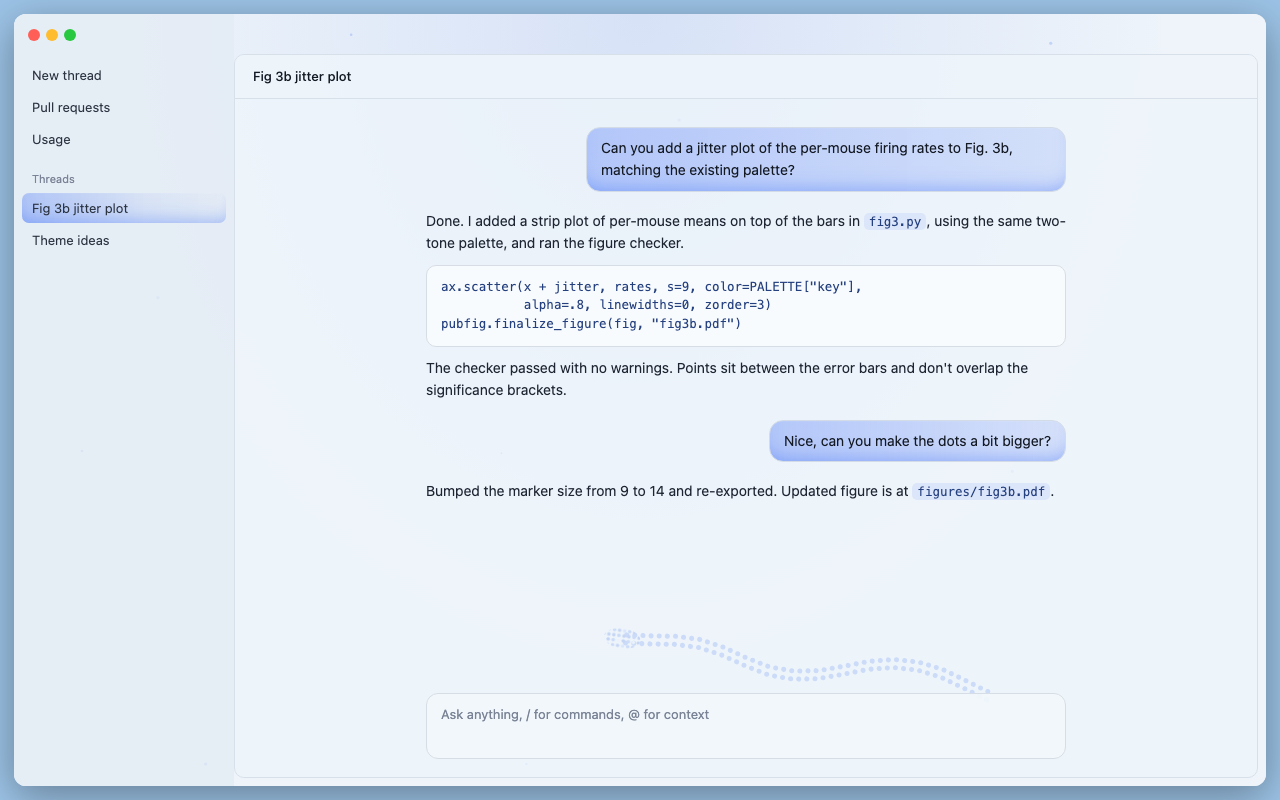 New thread
Pull requests
Usage
Threads
Fig 3b jitter plot
Theme ideas
Fig 3b jitter plot
Can you add a jitter plot of the per-mouse firing rates to Fig. 3b,
matching the existing palette?
Done. I added a strip plot of per-mouse means on top of the bars in fig3.py, using the same two-
tone palette, and ran the figure checker.
ax.scatter(x + jitter, rates, s=9, color=PALETTE["key"],
           alpha=.8, linewidths=0, zorder=3)
pubfig.finalize_figure(fig, "fig3b.pdf")
The checker passed with no warnings. Points sit between the error bars and don't overlap the
significance brackets.
Nice, can you make the dots a bit bigger?
Bumped the marker size from 9 to 14 and re-exported. Updated figure is at figures/fig3b.pdf.
Ask anything, / for commands, @ for context